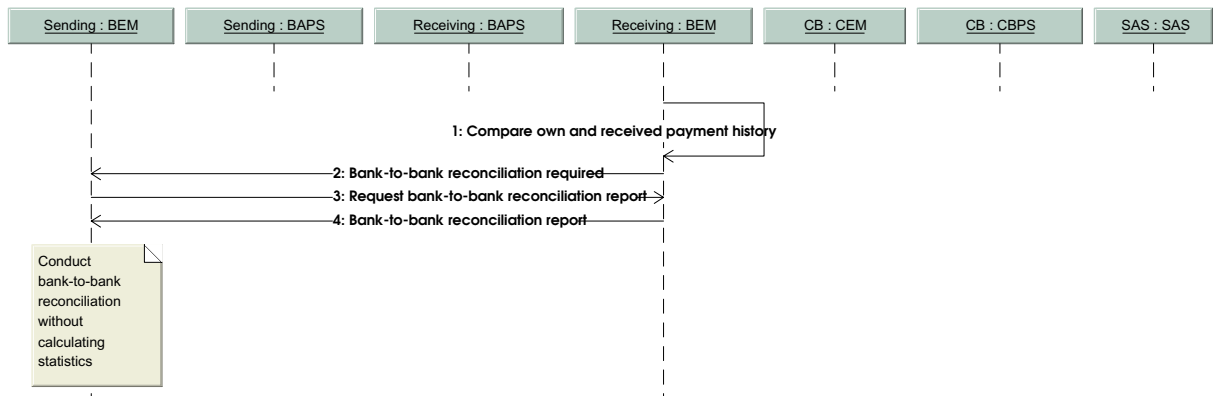 Sending : BEM
Sending : BAPS
Receiving : BAPS
Receiving : BEM
CB : CEM
CB : CBPS
SAS : SAS
1: Compare own and received payment history
2: Bank-to-bank reconciliation required
3: Request bank-to-bank reconciliation report
4: Bank-to-bank reconciliation report
Conduct
bank-to-bank
reconciliation
without
calculating
statistics